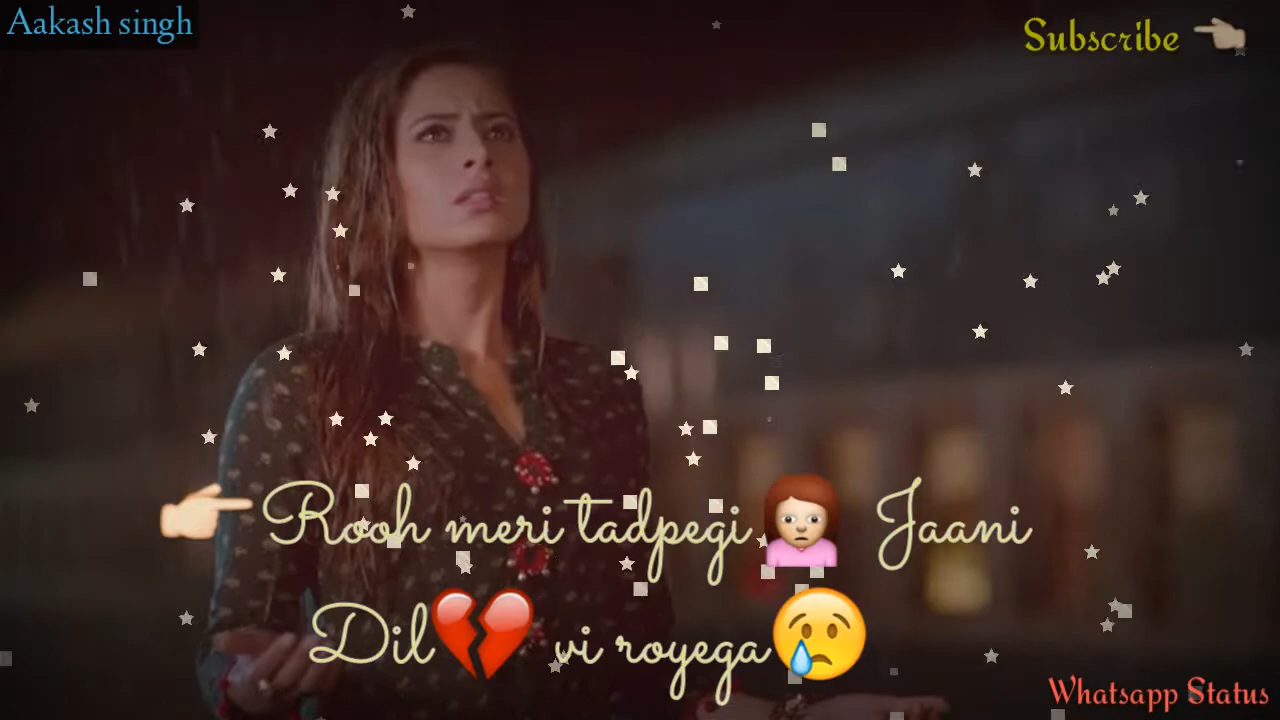 Aakash singh
Subscribe 👈
👉Rooh meri tadpegi🙍 Jaani
Dil💔 vi royega😢
Whatsapp Status